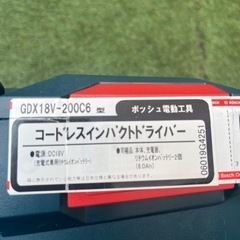 GDX18V-200C6 型
ボッシュ電動工具
コードレスインパクトドライバー
●電源:DC18V
(充電式専用リチウムイオンバッテリー)
●付属品:本体、充電器、
リチウムイオンバッテリー2個
(6.0Ah)
06019G4251
Bosch